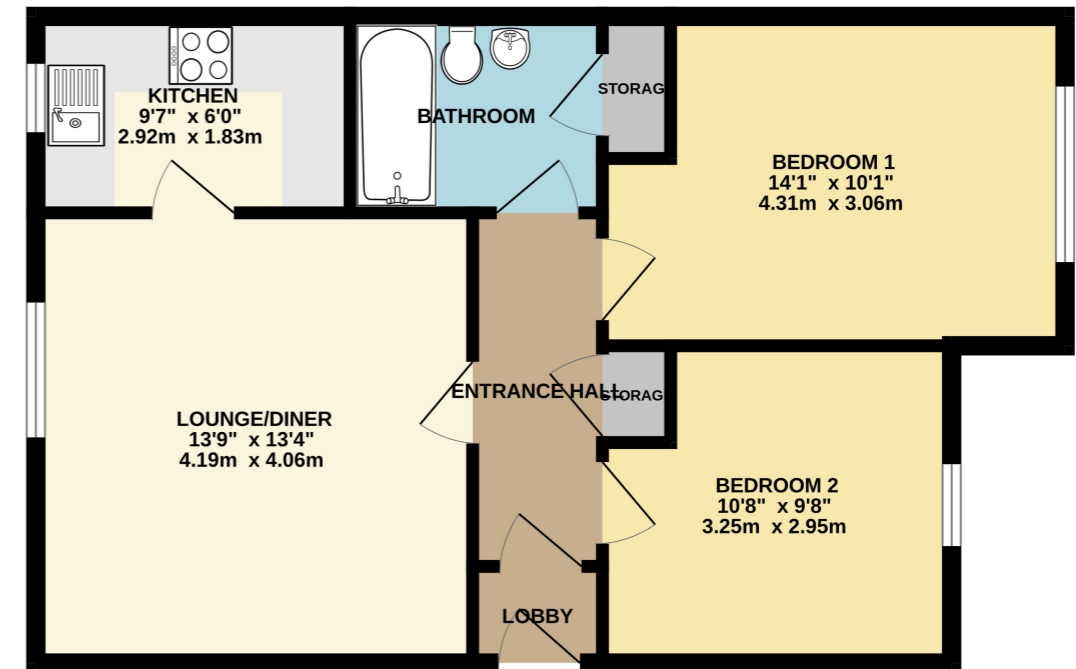 KITCHEN
9'7" x 6'0"
2.92m x 1.83m
BATHROOM
STORAG
BEDROOM 1
14'1" x 10'1"
4.31m x 3.06m
ENTRANCE HALL
STORAG
LOUNGE/DINER
13'9" x 13'4"
4.19m x 4.06m
BEDROOM 2
10'8" x 9'8"
3.25m x 2.95m
LOBBY